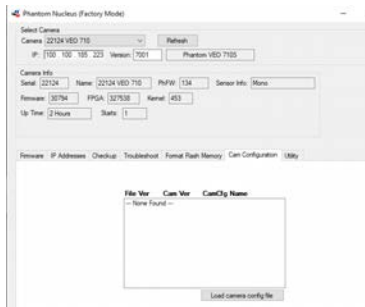 Phantom Nucleus (Factory Mode)
Select Camera
Camera 22124 VEO 710 Refresh
IP: 100 100 185 223 Version: 7001 Phantom VEO 710S
Camera Info
Serial: 22124 Name: 22124 VEO 710 PhFW: 134 Sensor Info: Mono
Firmware: 30794 FPGA: 327538 Kernel: 453
Up Time: 2 Hours Starts: 1
Firmware IP Addresses Checkup Troubleshoot Format Flash Memory Cam Configuration Utility
File Ver Cam Ver CamCfg Name
-- None Found --
Load camera config file